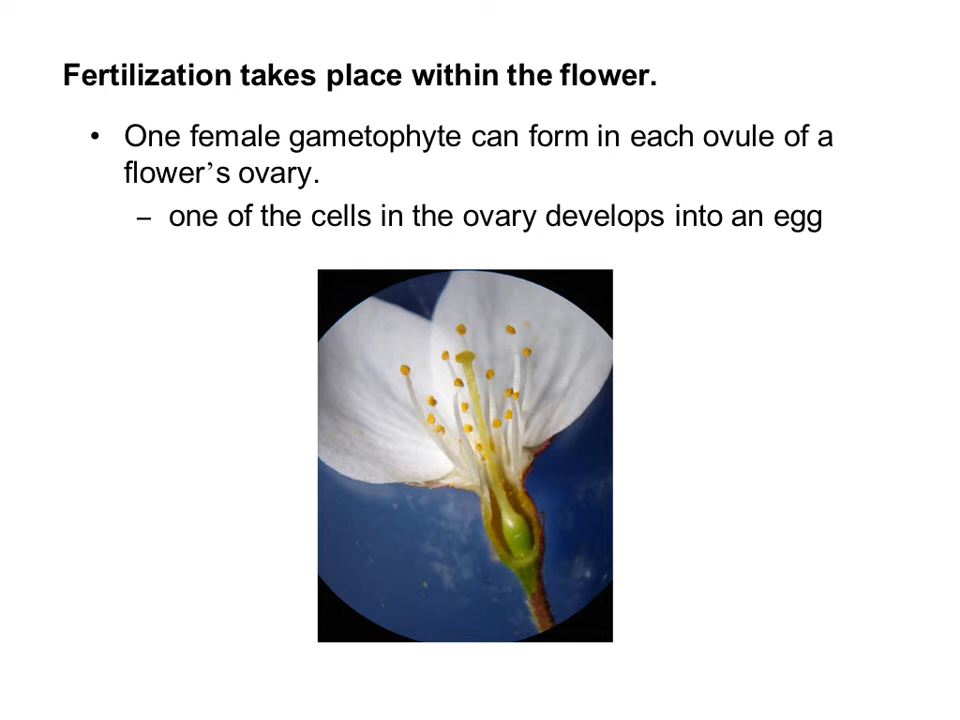 Fertilization takes place within the flower.
• One female gametophyte can form in each ovule of a
flower’s ovary.
– one of the cells in the ovary develops into an egg